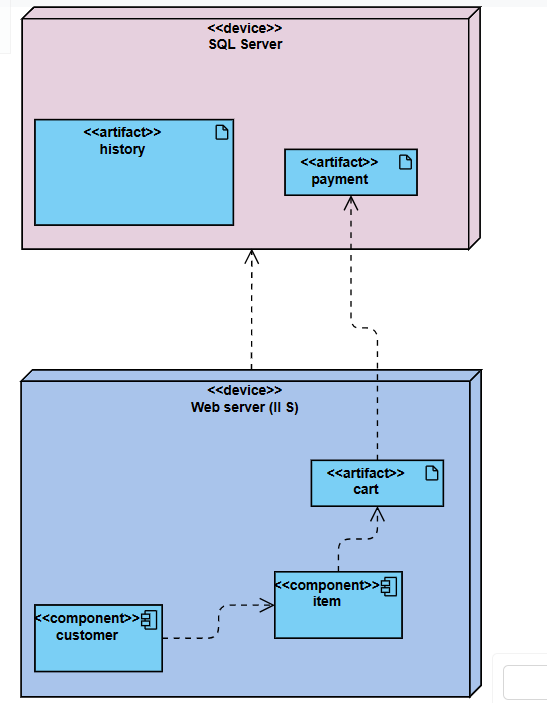 <<device>>
SQL Server
<<artifact>>
history
<<artifact>>
payment
<<device>>
Web server (II S)
<<artifact>>
cart
<<component>>
item
<<component>>
customer